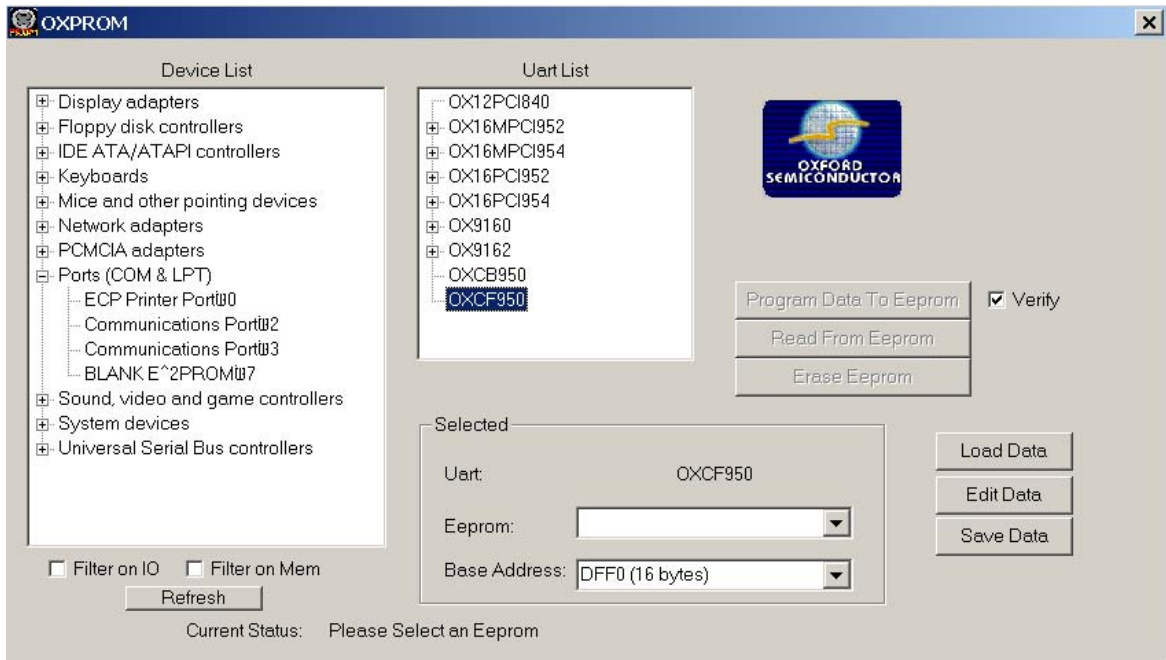 OXPROM
Device List
Display adapters
Floppy disk controllers
IDE ATA/ATAPI controllers
Keyboards
Mice and other pointing devices
Network adapters
PCMCIA adapters
Ports (COM & LPT)
ECP Printer Port
Communications Port
Communications Port
BLANK E^2PROM
Sound, video and game controllers
System devices
Universal Serial Bus controllers
Filter on IO
Filter on Mem
Refresh
Uart List
OX12PCI840
OX16MPCI952
OX16MPCI954
OX16PCI952
OX16PCI954
OX9160
OX9162
OXCB950
OXCF950
OXFORD
SEMICONDUCTOR
Program Data To Eeprom
Verify
Read From Eeprom
Erase Eeprom
Selected
Uart: OXCF950
Eeprom:
Base Address: DFF0 (16 bytes)
Load Data
Edit Data
Save Data
Current Status: Please Select an Eeprom